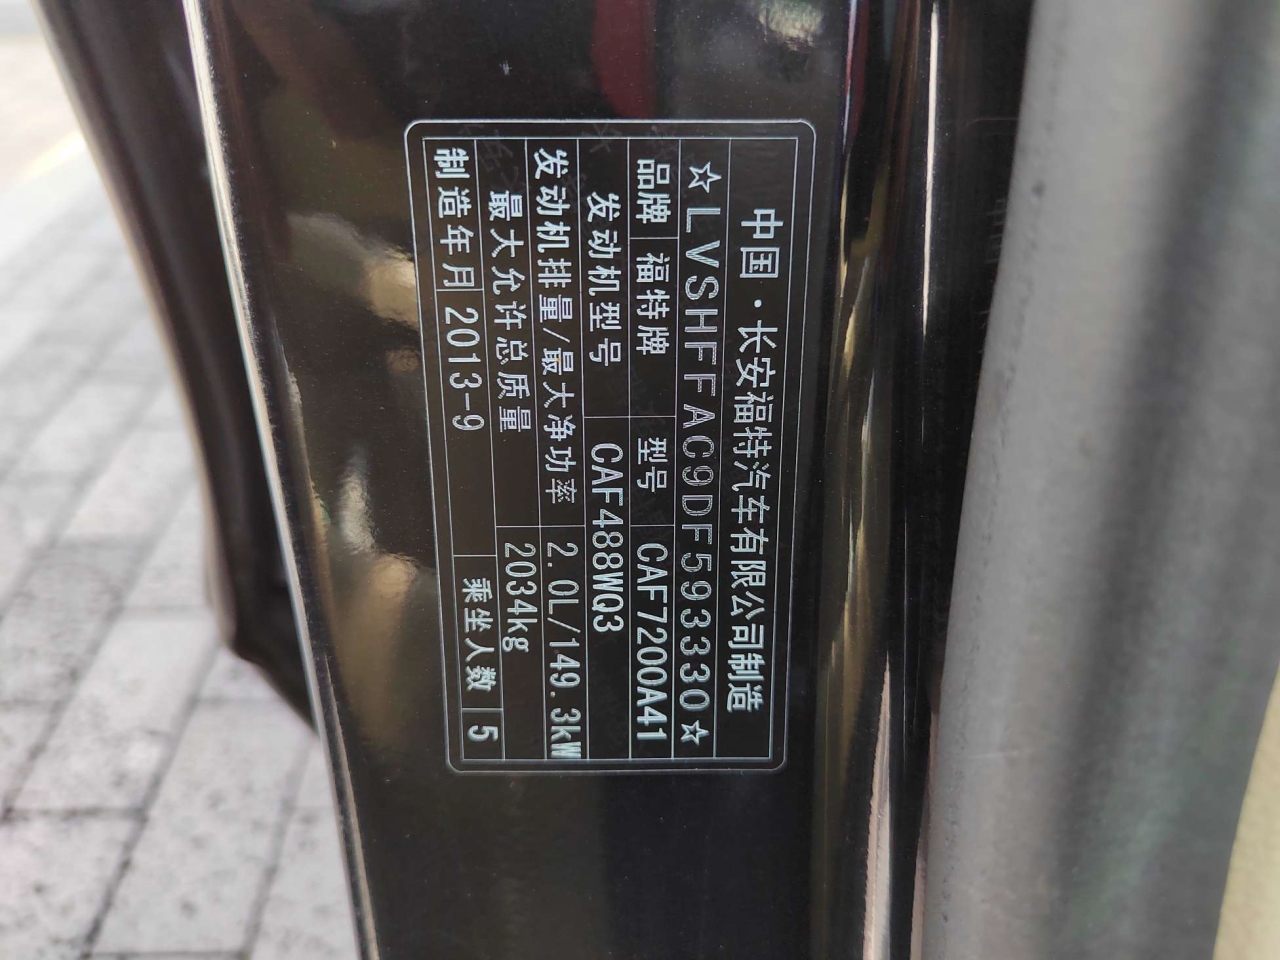 中国·长安福特汽车有限公司制造
☆LVSHFFAC9DF593330☆
品牌 福特牌 型号 CAF7200A41
发动机型号 CAF488WQ3
发动机排量/最大净功率 2.0L/149.3kW
最大允许总质量 2034kg
制造年月 2013-9 乘坐人数 5